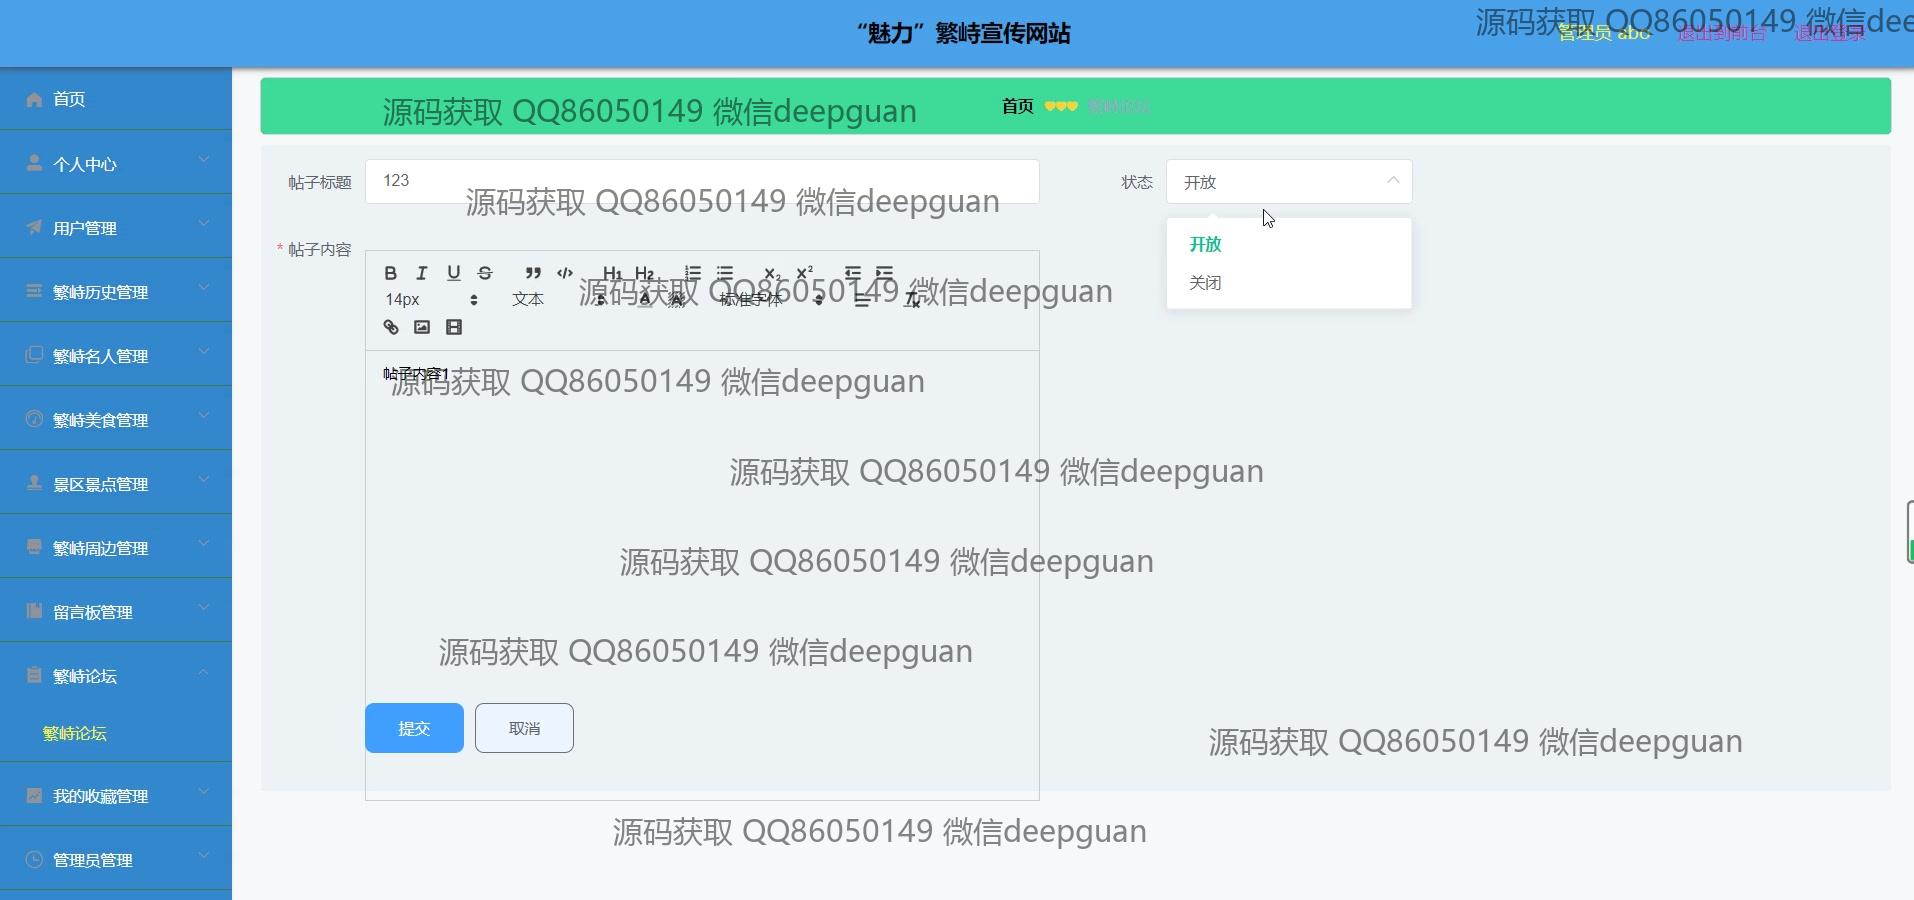 “魅力”繁峙宣传网站
源码获取 QQ86050149 微信deep
管理员 abc
退出到前台
退出登录
首页
个人中心
用户管理
繁峙历史管理
繁峙名人管理
繁峙美食管理
景区景点管理
繁峙周边管理
留言板管理
繁峙论坛
繁峙论坛
我的收藏管理
管理员管理
首页
繁峙论坛
源码获取 QQ86050149 微信deepguan
帖子标题
123
状态
开放
源码获取 QQ86050149 微信deepguan
开放
关闭
* 帖子内容
B I U S H1 H2 X2 X2
14px
文本
标准字体
源码获取 QQ86050149 微信deepguan
帖子内容1
源码获取 QQ86050149 微信deepguan
源码获取 QQ86050149 微信deepguan
源码获取 QQ86050149 微信deepguan
源码获取 QQ86050149 微信deepguan
提交
取消
源码获取 QQ86050149 微信deepguan
源码获取 QQ86050149 微信deepguan